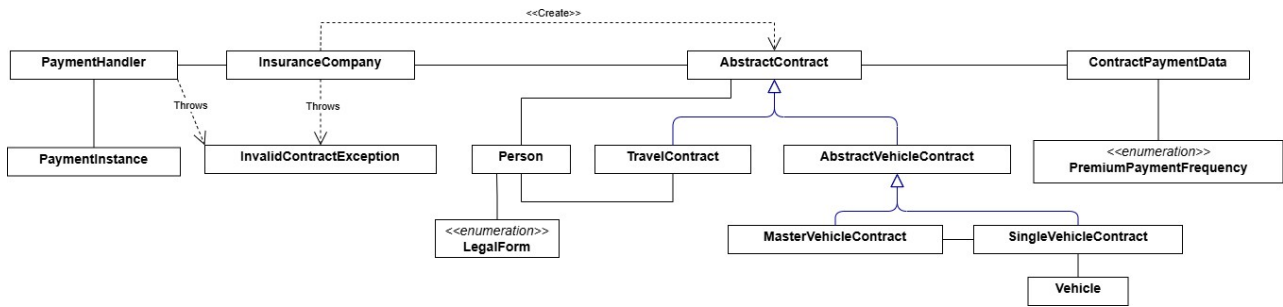 <<Create>>
PaymentHandler
InsuranceCompany
AbstractContract
ContractPaymentData
Throws
Throws
PaymentInstance
InvalidContractException
Person
TravelContract
AbstractVehicleContract
<<enumeration>>
PremiumPaymentFrequency
<<enumeration>>
LegalForm
MasterVehicleContract
SingleVehicleContract
Vehicle